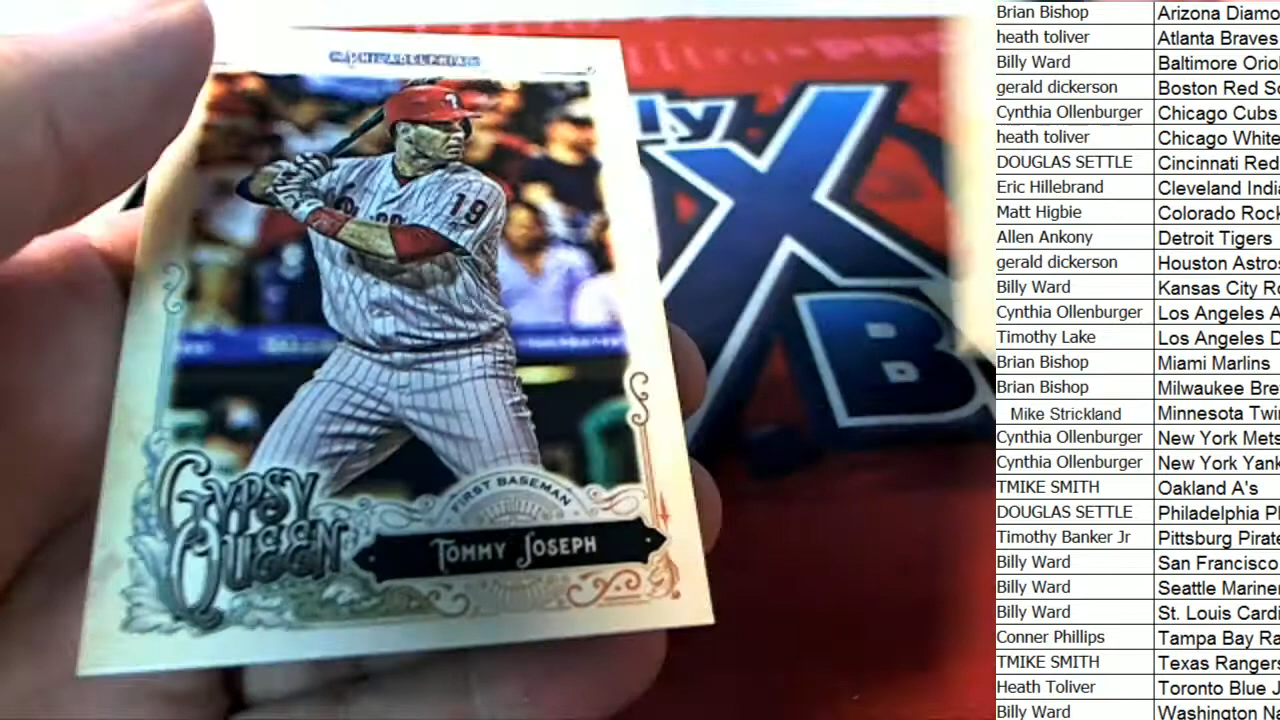 PHILADELPHIA
19
GYPSY
QUEEN
FIRST BASEMAN
TOMMY JOSEPH
ly
X
B
Brian Bishop Arizona Diamo
heath toliver Atlanta Braves
Billy Ward Baltimore Oriol
gerald dickerson Boston Red So
Cynthia Ollenburger Chicago Cubs
heath toliver Chicago White
DOUGLAS SETTLE Cincinnati Red
Eric Hillebrand Cleveland Indi
Matt Higbie Colorado Rock
Allen Ankony Detroit Tigers
gerald dickerson Houston Astros
Billy Ward Kansas City Ro
Cynthia Ollenburger Los Angeles A
Timothy Lake Los Angeles D
Brian Bishop Miami Marlins
Brian Bishop Milwaukee Bre
Mike Strickland Minnesota Twin
Cynthia Ollenburger New York Mets
Cynthia Ollenburger New York Yank
TMIKE SMITH Oakland A's
DOUGLAS SETTLE Philadelphia Ph
Timothy Banker Jr Pittsburg Pirate
Billy Ward San Francisco
Billy Ward Seattle Mariner
Billy Ward St. Louis Cardi
Conner Phillips Tampa Bay Ra
TMIKE SMITH Texas Rangers
Heath Toliver Toronto Blue J
Billy Ward Washington Na